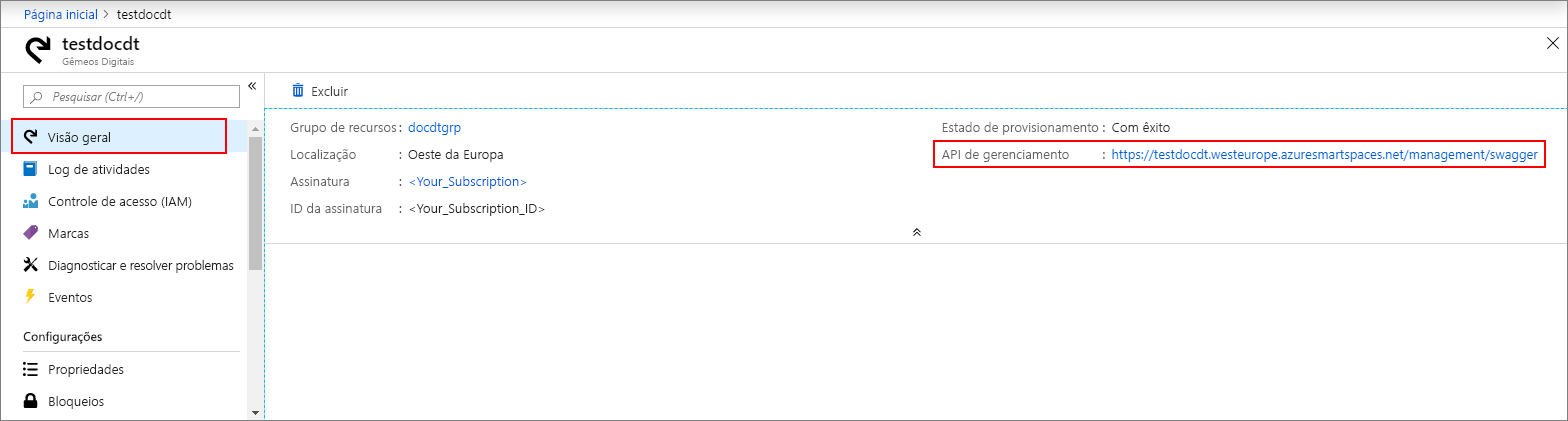 Página inicial > testdocdt
testdocdt
Gêmeos Digitais
Pesquisar (Ctrl+/)
Visão geral
Log de atividades
Controle de acesso (IAM)
Marcas
Diagnosticar e resolver problemas
Eventos
Configurações
Propriedades
Bloqueios
Excluir
Grupo de recursos : docdtgrp
Localização : Oeste da Europa
Assinatura : <Your_Subscription>
ID da assinatura : <Your_Subscription_ID>
Estado de provisionamento : Com êxito
API de gerenciamento : https://testdocdt.westeurope.azuresmartspaces.net/management/swagger